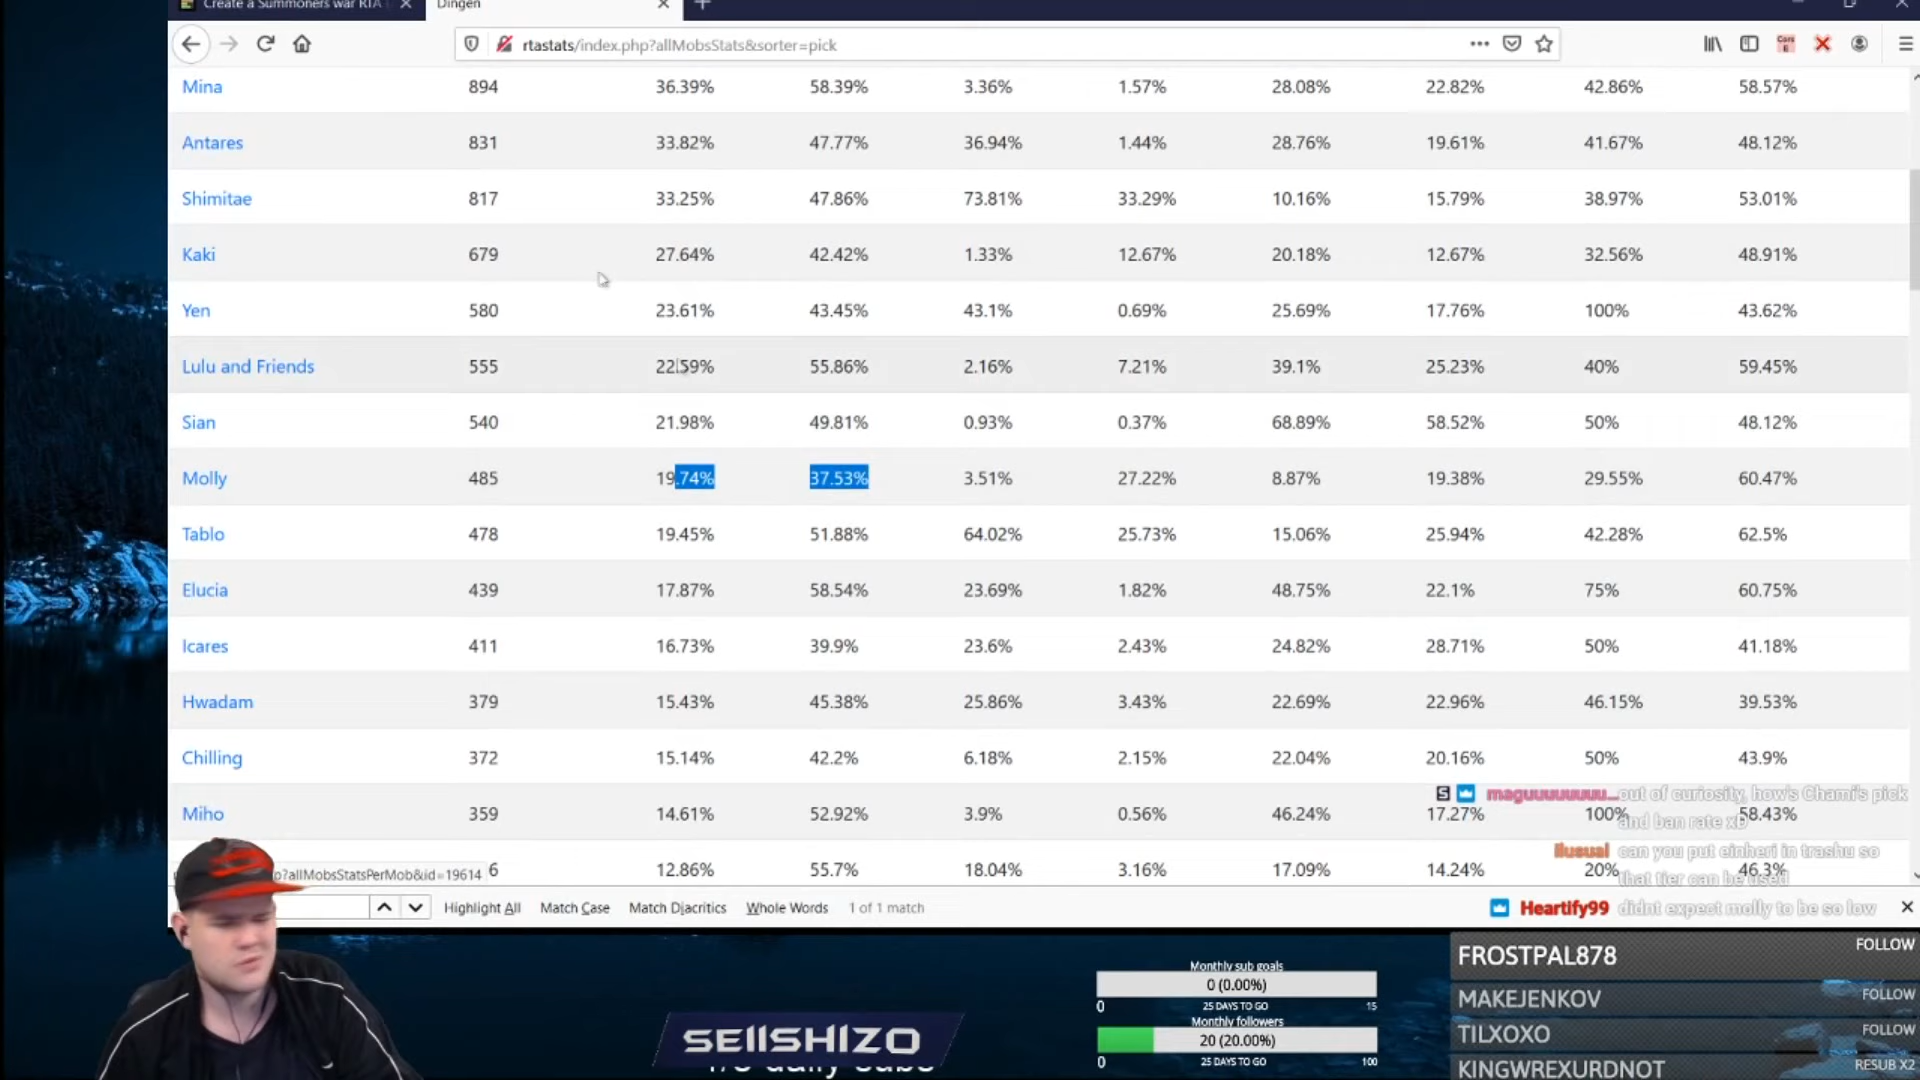 Create a Summoners war RTA
Dingen
rtastats/index.php?allMobsStats&sorter=pick
Mina 894 36.39% 58.39% 3.36% 1.57% 28.08% 22.82% 42.86% 58.57%
Antares 831 33.82% 47.77% 36.94% 1.44% 28.76% 19.61% 41.67% 48.12%
Shimitae 817 33.25% 47.86% 73.81% 33.29% 10.16% 15.79% 38.97% 53.01%
Kaki 679 27.64% 42.42% 1.33% 12.67% 20.18% 12.67% 32.56% 48.91%
Yen 580 23.61% 43.45% 43.1% 0.69% 25.69% 17.76% 100% 43.62%
Lulu and Friends 555 22.59% 55.86% 2.16% 7.21% 39.1% 25.23% 40% 59.45%
Sian 540 21.98% 49.81% 0.93% 0.37% 68.89% 58.52% 50% 48.12%
Molly 485 19.74% 37.53% 3.51% 27.22% 8.87% 19.38% 29.55% 60.47%
Tablo 478 19.45% 51.88% 64.02% 25.73% 15.06% 25.94% 42.28% 62.5%
Elucia 439 17.87% 58.54% 23.69% 1.82% 48.75% 22.1% 75% 60.75%
Icares 411 16.73% 39.9% 23.6% 2.43% 24.82% 28.71% 50% 41.18%
Hwadam 379 15.43% 45.38% 25.86% 3.43% 22.69% 22.96% 46.15% 39.53%
Chilling 372 15.14% 42.2% 6.18% 2.15% 22.04% 20.16% 50% 43.9%
Miho 359 14.61% 52.92% 3.9% 0.56% 46.24% 17.27% 100% 58.43%
6 12.86% 55.7% 18.04% 3.16% 17.09% 14.24% 20% 46.3%
p?allMobsStatsPerMob&uid=19614
maguuuuuuuu... out of curiosity, how's Chami's pick
and ban rate xD
Ilusual can you put einheri in trashu so
that tier can be used
Heartify99 didnt expect molly to be so low
Highlight All Match Case Match Diacritics Whole Words 1 of 1 match
Monthly sub goals
0 (0.00%)
0 25 DAYS TO GO 15
Monthly followers
20 (20.00%)
0 25 DAYS TO GO 100
SEIISHIZO
FROSTPAL878 FOLLOW
MAKEJENKOV FOLLOW
TILXOXO FOLLOW
KINGWREXURDNOT RESUB X2